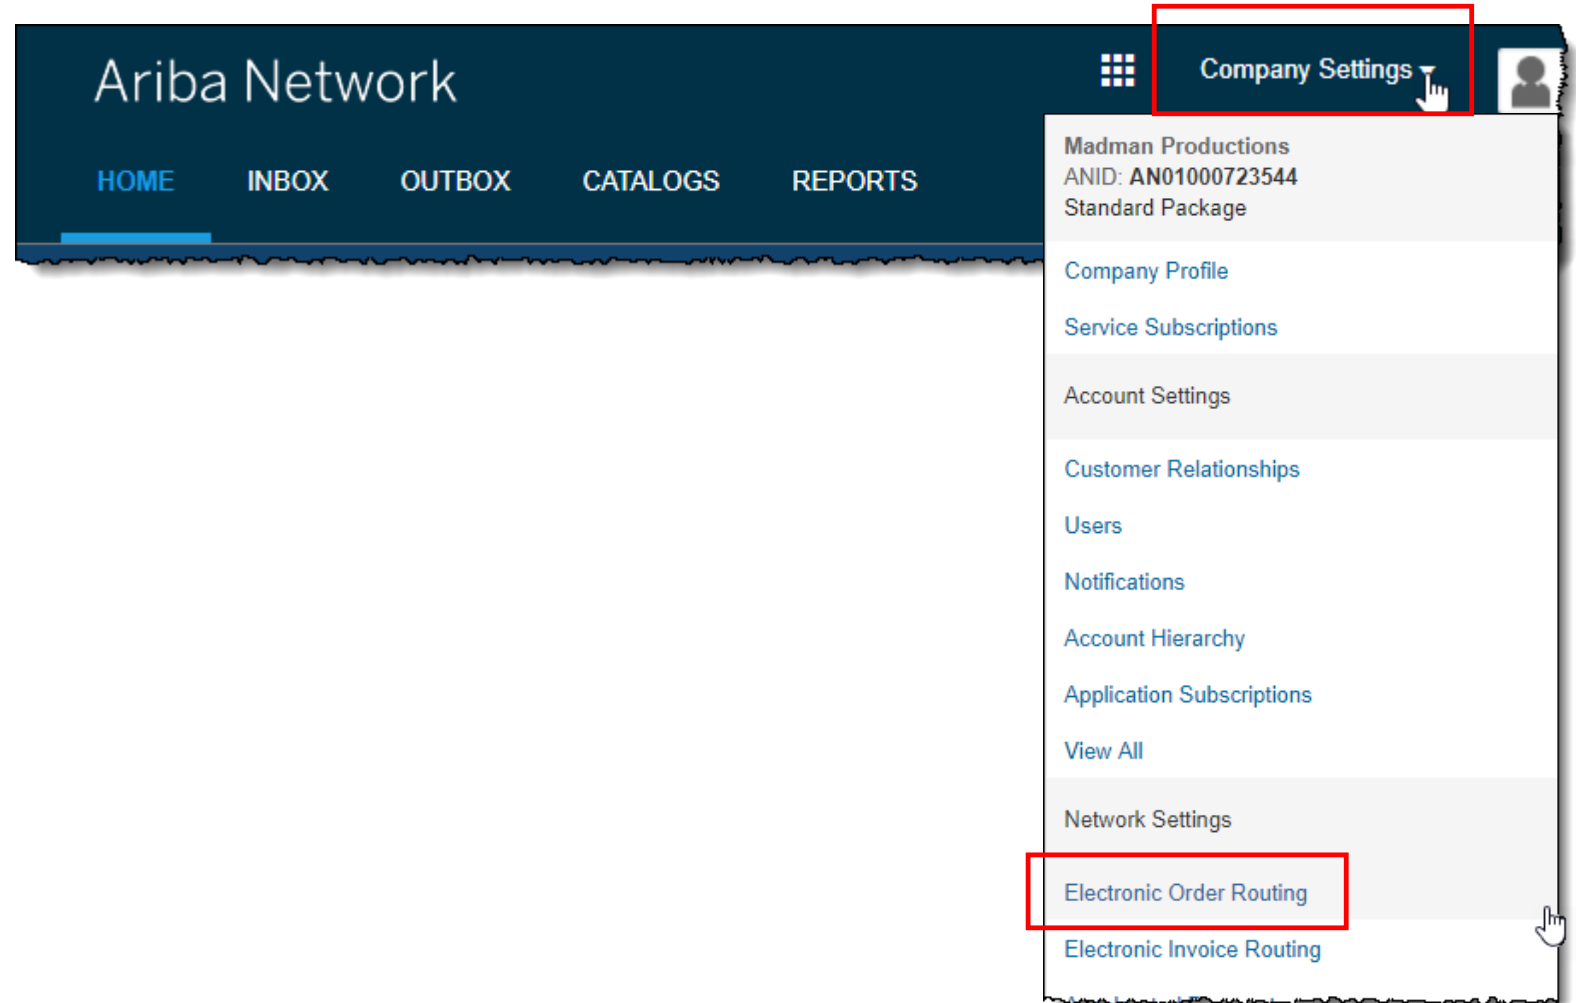 Ariba Network
Company Settings
HOME INBOX OUTBOX CATALOGS REPORTS
Madman Productions
ANID: AN01000723544
Standard Package
Company Profile
Service Subscriptions
Account Settings
Customer Relationships
Users
Notifications
Account Hierarchy
Application Subscriptions
View All
Network Settings
Electronic Order Routing
Electronic Invoice Routing